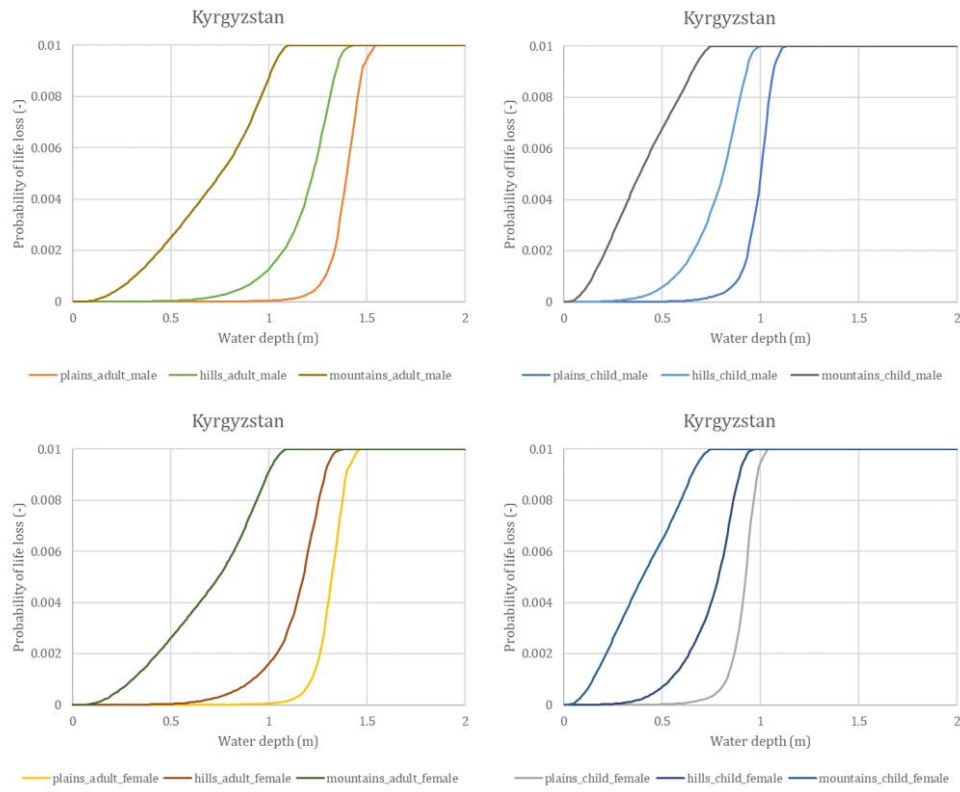 Kyrgyzstan
Probability of life loss (-)
0.01
0.008
0.006
0.004
0.002
0
0 0.5 1 1.5 2
Water depth (m)
plains_adult_male hills_adult_male mountains_adult_male
Kyrgyzstan
Probability of life loss (-)
0.01
0.008
0.006
0.004
0.002
0
0 0.5 1 1.5 2
Water depth (m)
plains_child_male hills_child_male mountains_child_male
Kyrgyzstan
Probability of life loss (-)
0.01
0.008
0.006
0.004
0.002
0
0 0.5 1 1.5 2
Water depth (m)
plains_adult_female hills_adult_female mountains_adult_female
Kyrgyzstan
Probability of life loss (-)
0.01
0.008
0.006
0.004
0.002
0
0 0.5 1 1.5 2
Water depth (m)
plains_child_female hills_child_female mountains_child_female